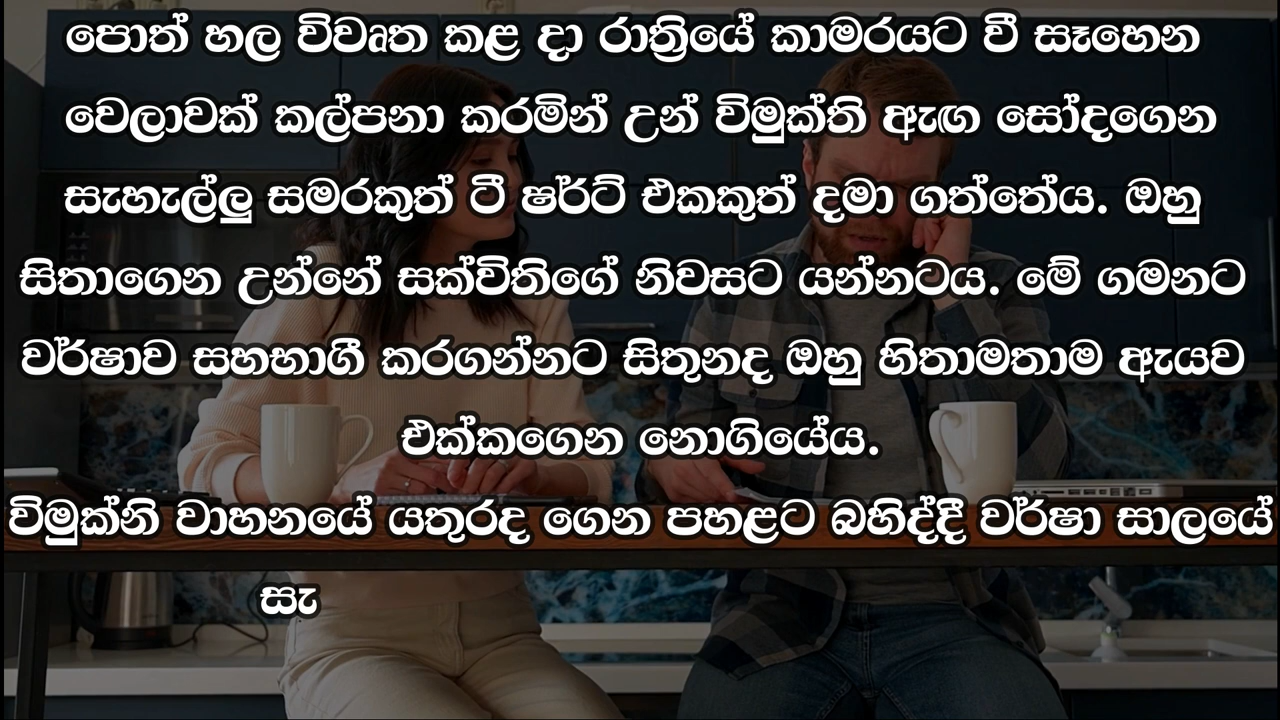 පොත් හල විවෘත කළ දා රාත්‍රියේ කාමරයට වී සෑහෙන
වෙලාවක් කල්පනා කරමින් උන් විමුක්ති ඇඟ සෝදගෙන
සැහැල්ලු සමරකුත් ටී ෂර්ට් එකකුත් දමා ගත්තේය. ඔහු
සිතාගෙන උන්නේ සක්විතිගේ නිවසට යන්නටය. මේ ගමනට
වර්ෂාව සහභාගී කරගන්නට සිතුනද ඔහු හිතාමතාම ඇයව
එක්කගෙන නොගියේය.
විමුක්නි වාහනයේ යතුරද ගෙන පහළට බහිද්දී වර්ෂා සාලයේ
සැ